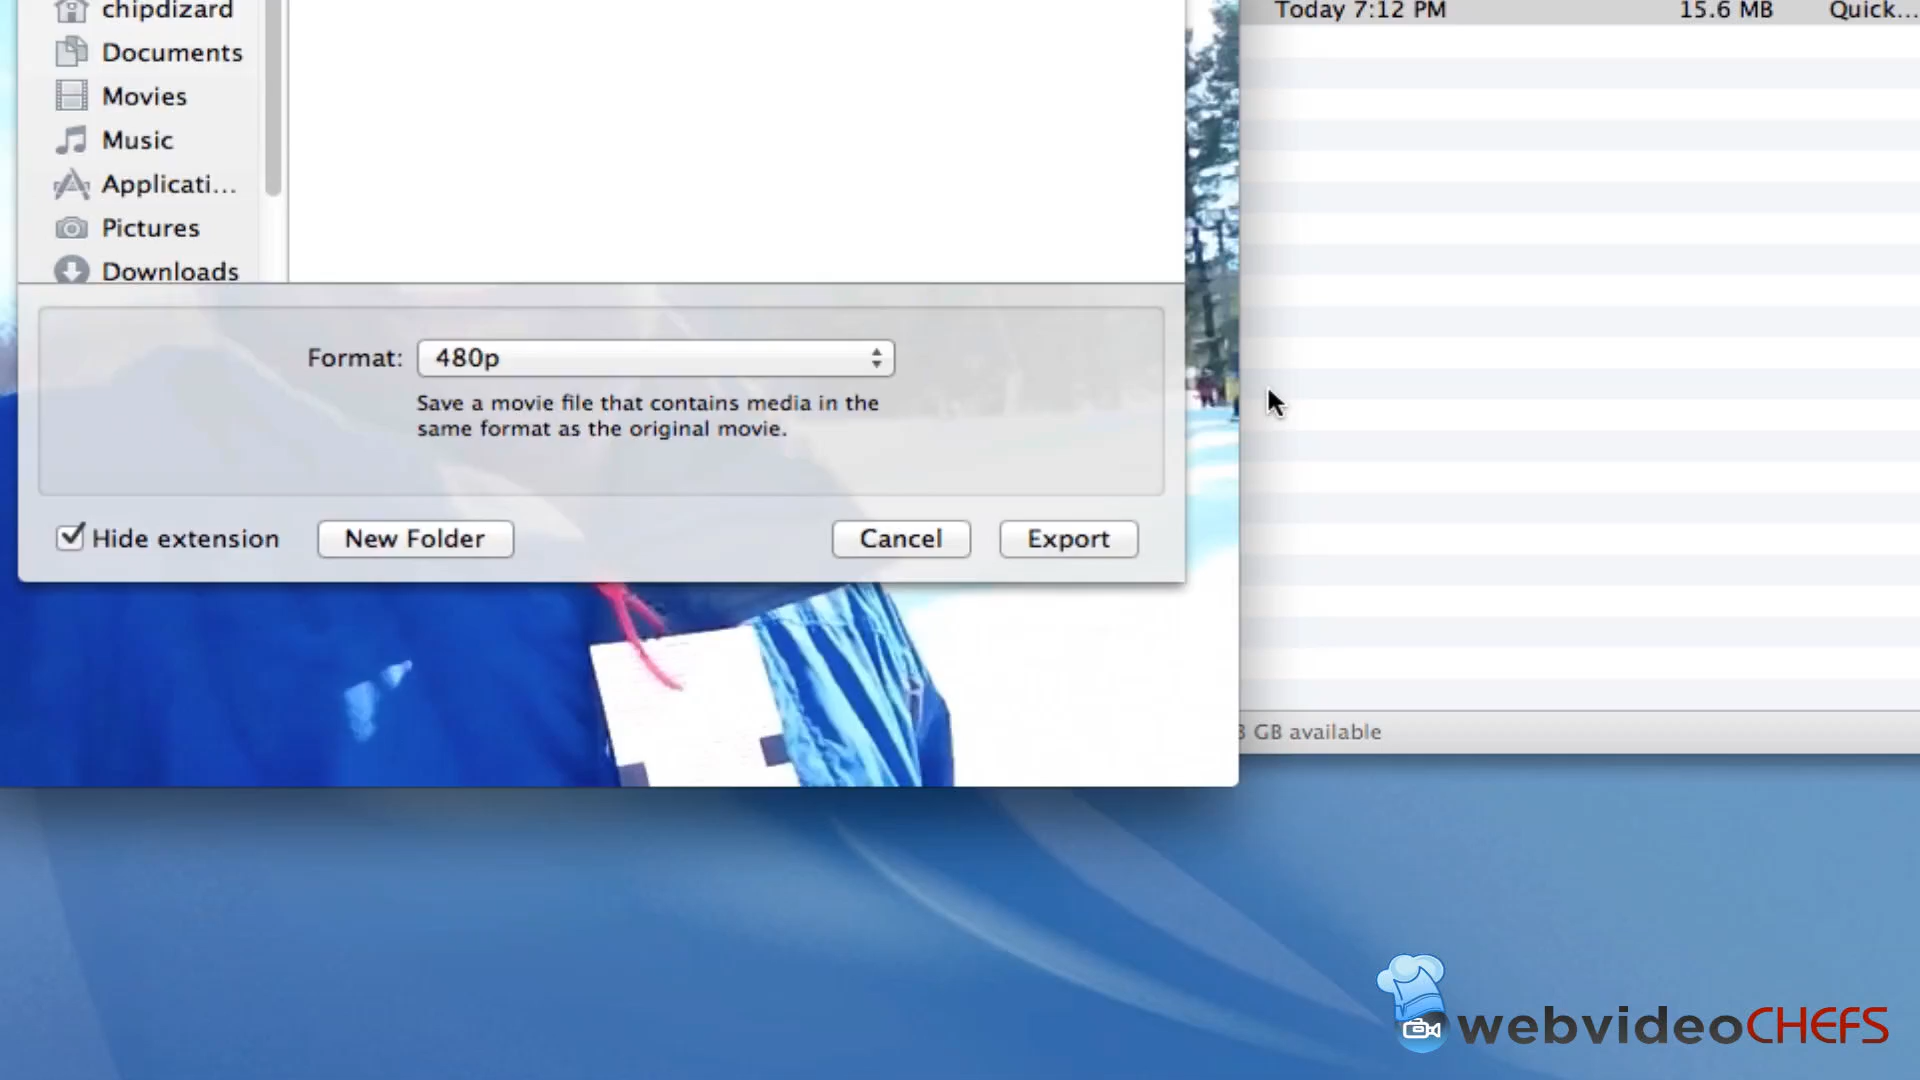 chipdizard
Documents
Movies
Music
Applicati...
Pictures
Downloads
Today 7:12 PM 15.6 MB Quick...
Format: 480p
Save a movie file that contains media in the
same format as the original movie.
Hide extension New Folder Cancel Export
GB available
webvideoCHEFS